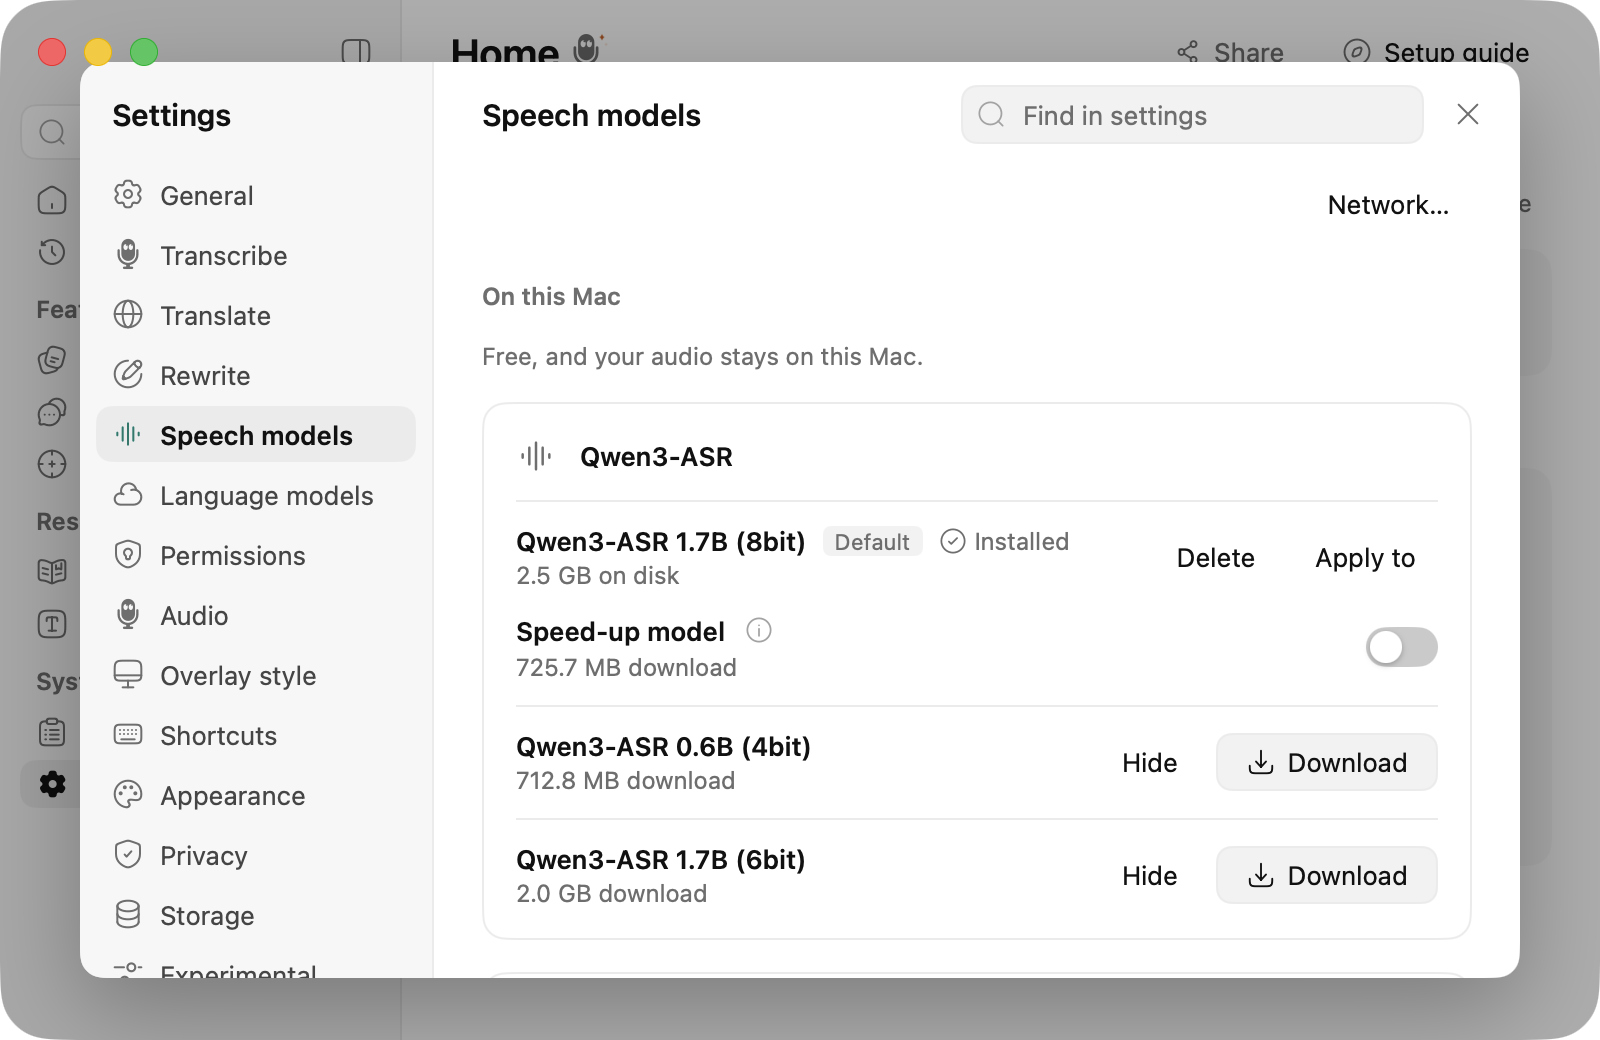 Home
Share
Setup guide
Settings
Speech models
Find in settings
General
Transcribe
Translate
Rewrite
Speech models
Language models
Permissions
Audio
Overlay style
Shortcuts
Appearance
Privacy
Storage
Experimental
Network...
On this Mac
Free, and your audio stays on this Mac.
Qwen3-ASR
Qwen3-ASR 1.7B (8bit) Default Installed
2.5 GB on disk
Delete Apply to
Speed-up model
725.7 MB download
Qwen3-ASR 0.6B (4bit)
712.8 MB download
Hide Download
Qwen3-ASR 1.7B (6bit)
2.0 GB download
Hide Download